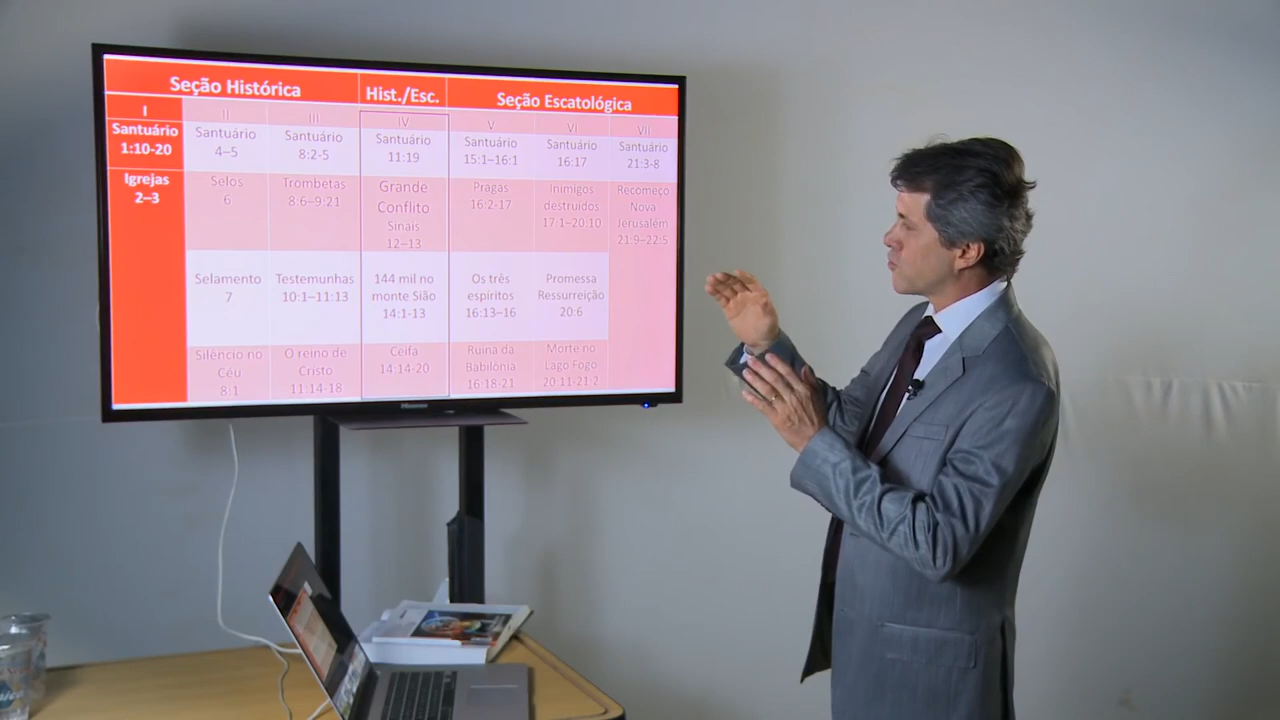 Seção Histórica
Hist./Esc.
Seção Escatológica
I
II
III
IV
V
VI
VII
Santuário
1:10-20
Santuário
4–5
Santuário
8:2-5
Santuário
11:19
Santuário
15:1–16:1
Santuário
16:17
Santuário
21:3-8
Igrejas
2–3
Selos
6
Trombetas
8:6–9:21
Grande
Conflito
Sinais
12–13
Pragas
16:2-17
Inimigos
destruídos
17:1–20:10
Recomeço
Nova
Jerusalém
21:9–22:5
Selamento
7
Testemunhas
10:1–11:13
144 mil no
monte Sião
14:1-13
Os três
espiritos
16:13–16
Promessa
Ressurreição
20:6
Silêncio no
Céu
8:1
O reino de
Cristo
11:14-18
Ceifa
14:14-20
Ruina da
Babilônia
16:18-21
Morte no
Lago Fogo
20:11-21:2
Hisense